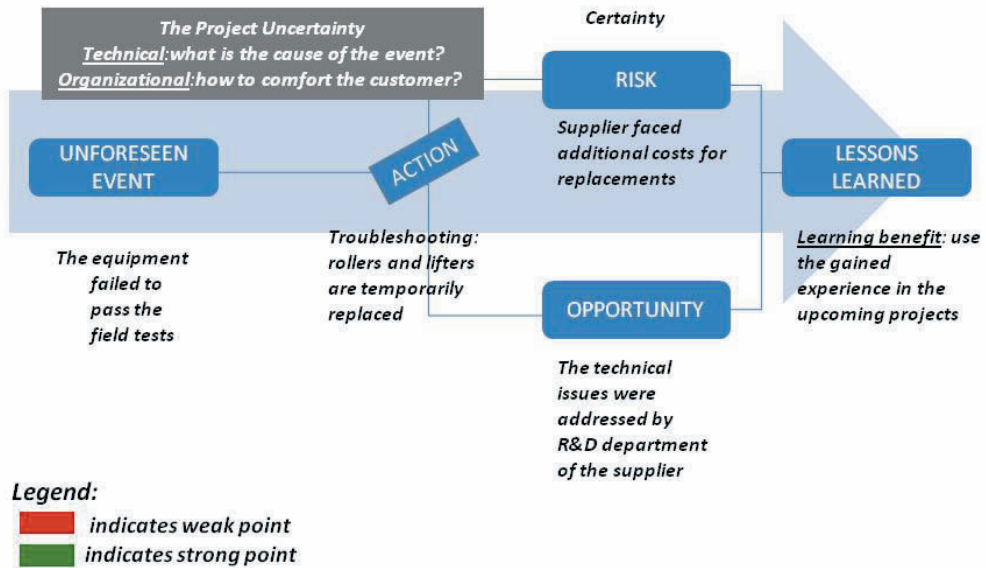 The Project Uncertainty
Technical:what is the cause of the event?
Organizational:how to comfort the customer?
Certainty
RISK
Supplier faced
additional costs for
replacements
UNFORESEEN
EVENT
ACTION
LESSONS
LEARNED
The equipment
failed to
pass the
field tests
Troubleshooting:
rollers and lifters
are temporarily
replaced
Learning benefit: use
the gained
experience in the
upcoming projects
OPPORTUNITY
The technical
issues were
addressed by
R&D department
of the supplier
Legend:
indicates weak point
indicates strong point